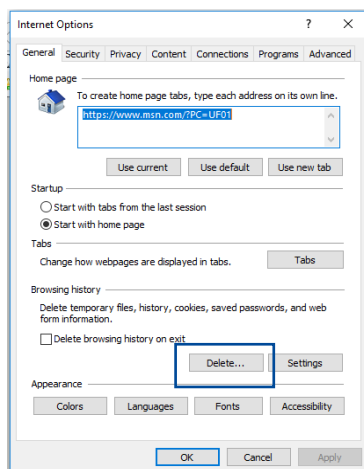 Internet Options ? X
General Security Privacy Content Connections Programs Advanced
Home page
To create home page tabs, type each address on its own line.
https://www.msn.com/?PC=UF01
Use current Use default Use new tab
Startup
Start with tabs from the last session
Start with home page
Tabs
Change how webpages are displayed in tabs. Tabs
Browsing history
Delete temporary files, history, cookies, saved passwords, and web
form information.
Delete browsing history on exit
Delete... Settings
Appearance
Colors Languages Fonts Accessibility
OK Cancel Apply